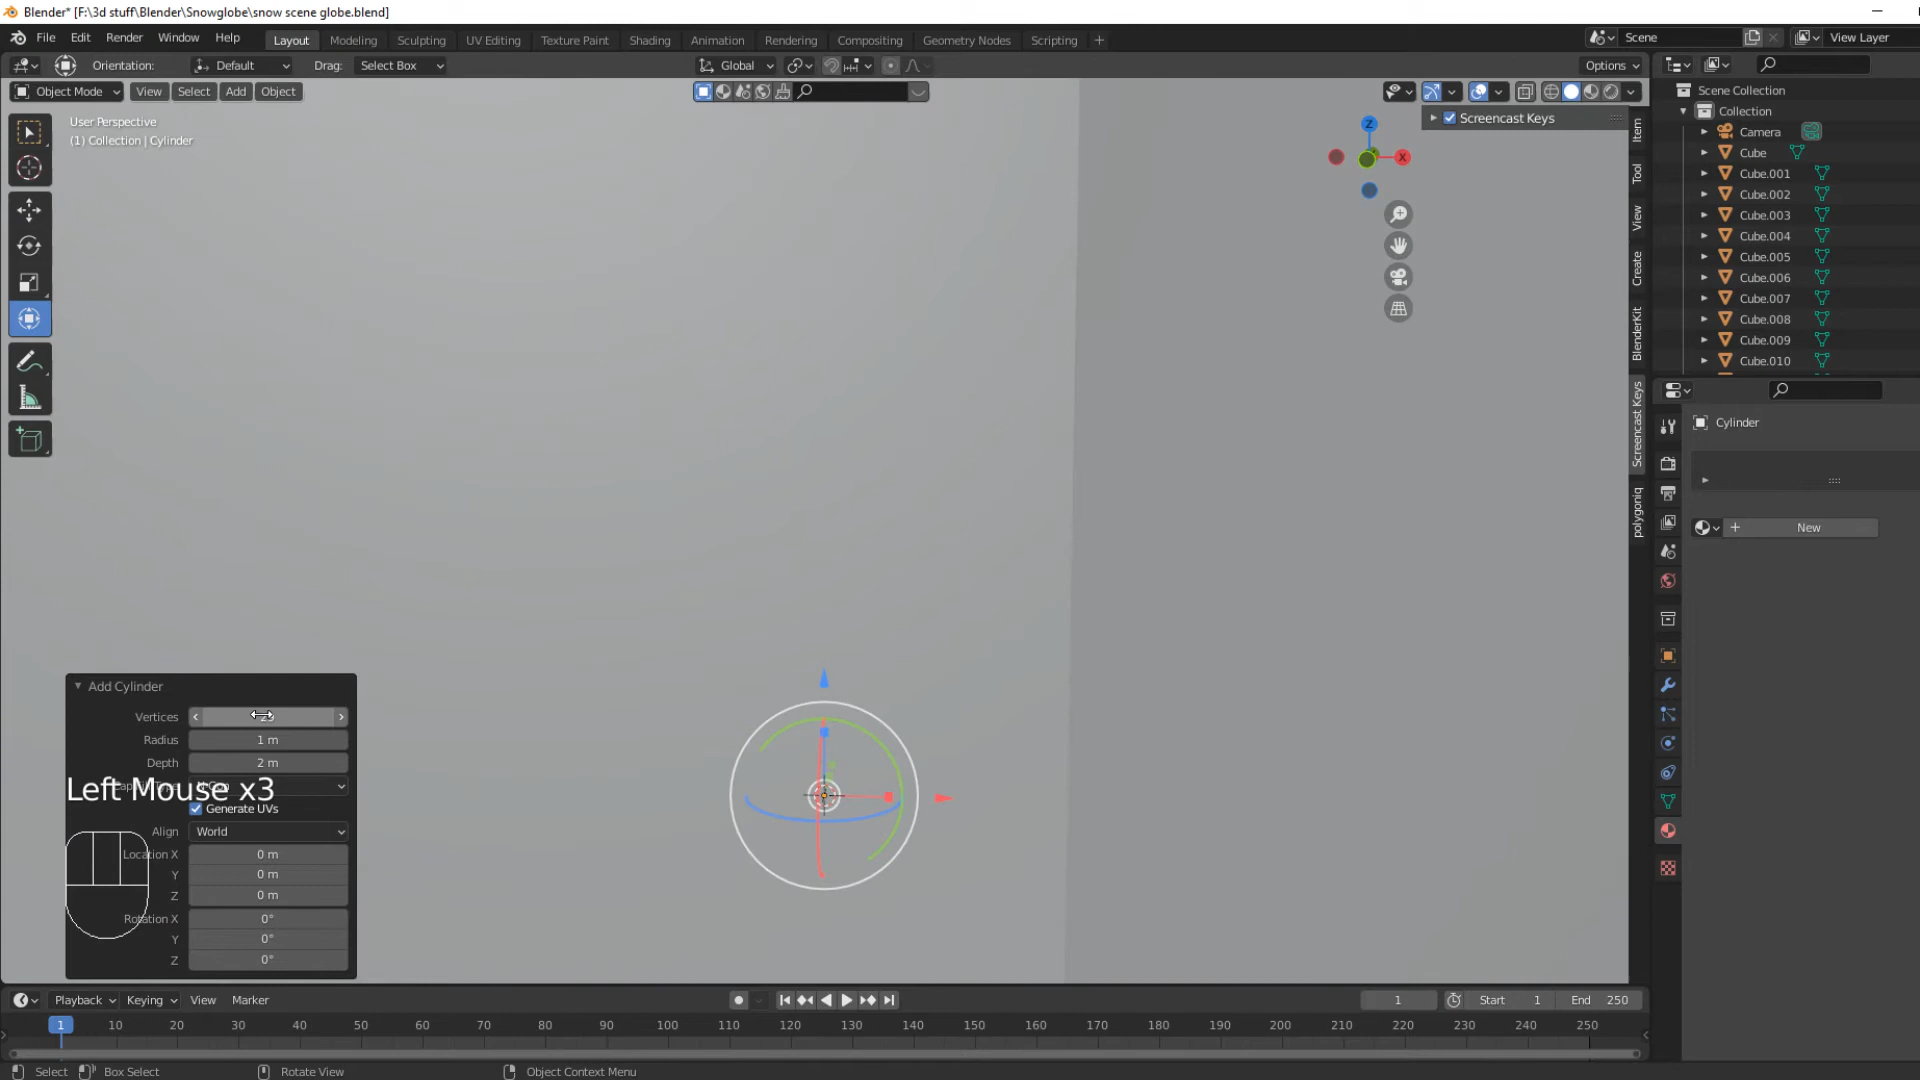 Blender* [F:\3d stuff\Blender\Snowglobe\snow scene globe.blend]
File Edit Render Window Help
Layout Modeling Sculpting UV Editing Texture Paint Shading Animation Rendering Compositing Geometry Nodes Scripting +
Scene
View Layer
Orientation: Default Drag: Select Box
Global
Options
Object Mode View Select Add Object
User Perspective
(1) Collection | Cylinder
Screencast Keys
Z
X
Item
Tool
View
Create
BlenderKit
Screencast Keys
polygoniq
Scene Collection
Collection
Camera
Cube
Cube.001
Cube.002
Cube.003
Cube.004
Cube.005
Cube.006
Cube.007
Cube.008
Cube.009
Cube.010
Cylinder
New
Add Cylinder
Vertices
Radius 1 m
Depth 2 m
Left Mouse x3
Generate UVs
Align World
Location X 0 m
Y 0 m
Z 0 m
Rotation X 0°
Y 0°
Z 0°
Playback Keying View Marker
1
Start 1 End 250
1 10 20 30 40 50 60 70 80 90 100 110 120 130 140 150 160 170 180 190 200 210 220 230 240 250
Select Box Select Rotate View Object Context Menu